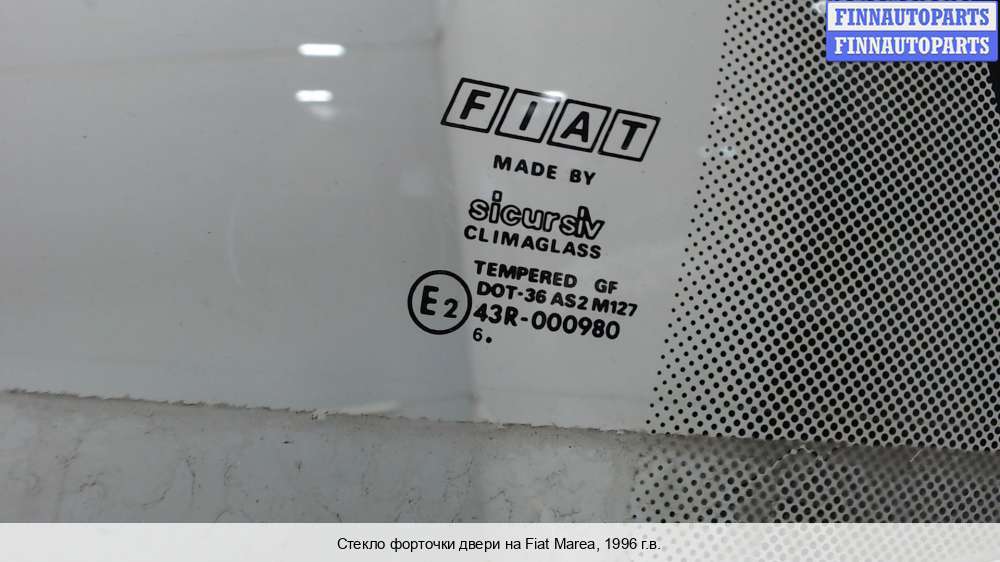 FINNAUTOPARTS
FINNAUTOPARTS
FIAT
MADE BY
sicursiv
CLIMAGLASS
TEMPERED GF
DOT-36 AS2 M127
E2
43R-000980
6.
Стекло форточки двери на Fiat Marea, 1996 г.в.